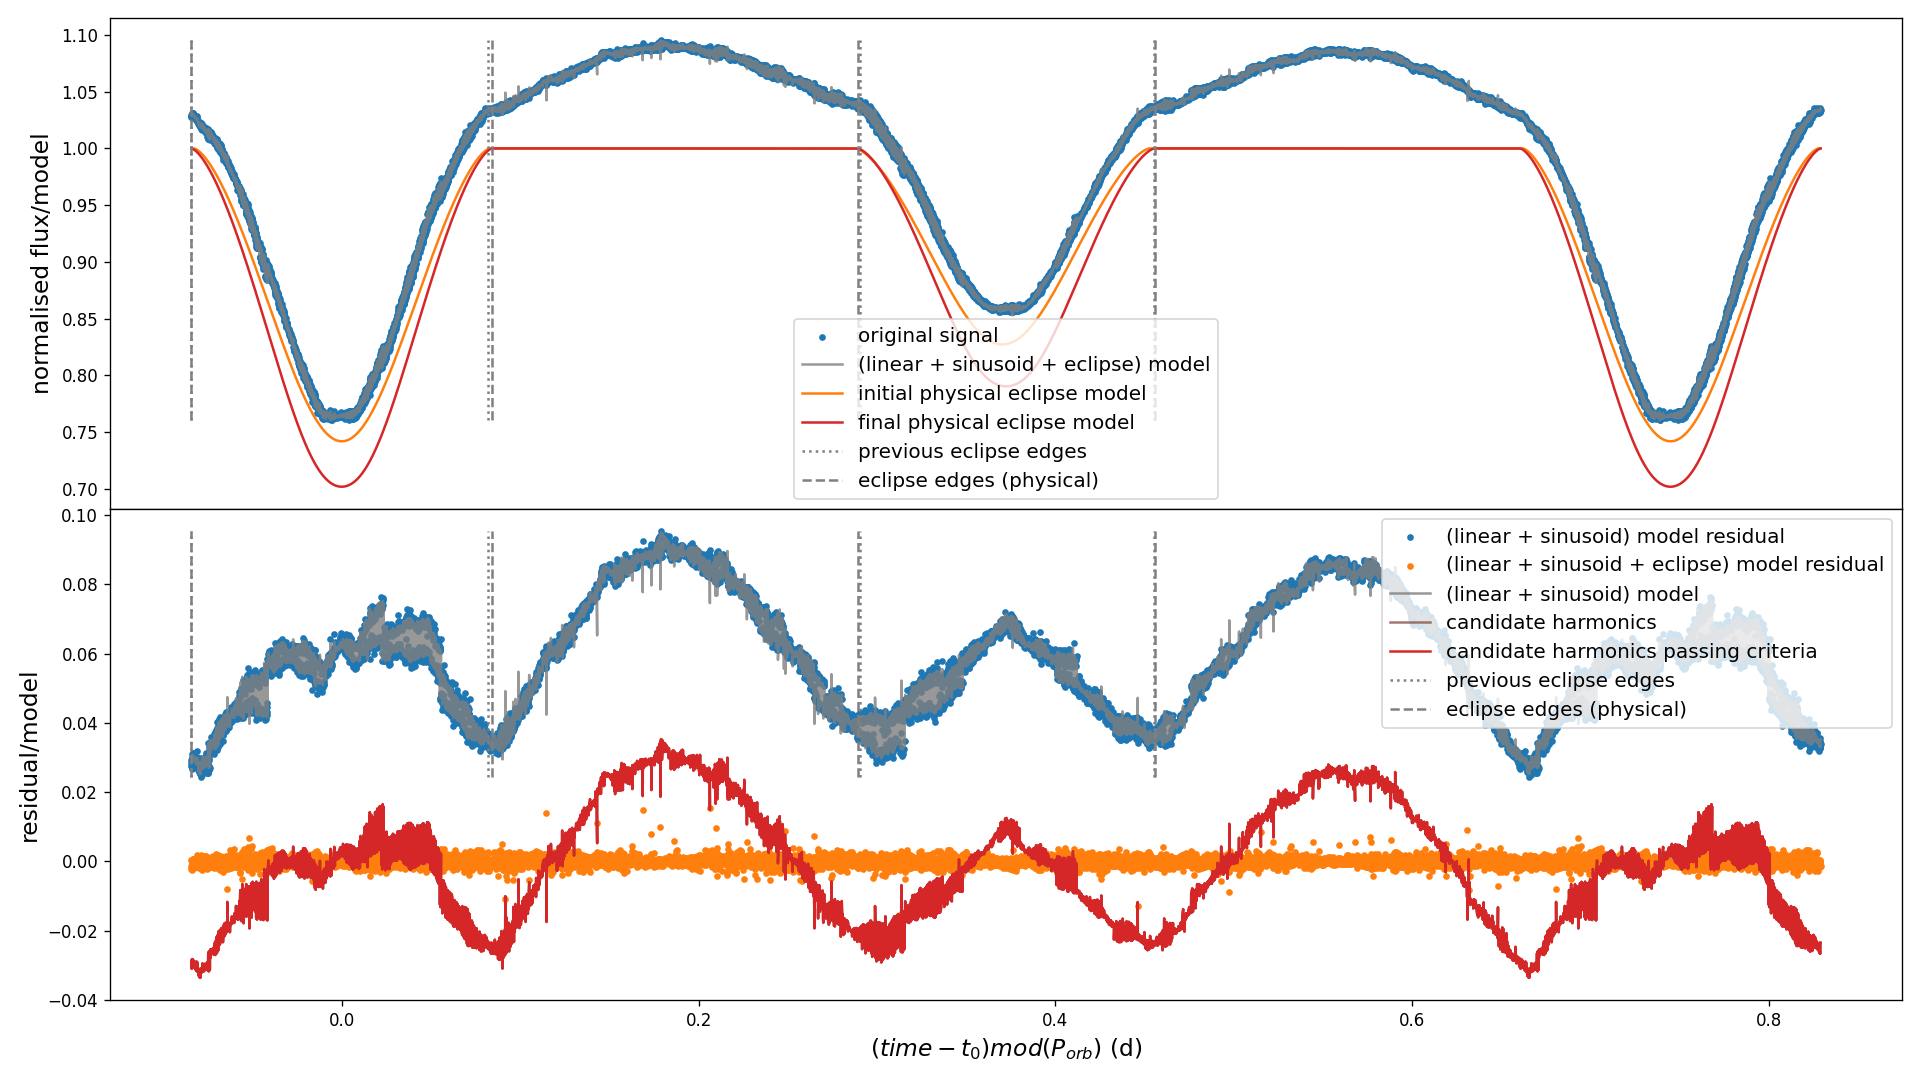 normalised flux/model
1.10
1.05
1.00
0.95
0.90
0.85
0.80
0.75
0.70
original signal
(linear + sinusoid + eclipse) model
initial physical eclipse model
final physical eclipse model
previous eclipse edges
eclipse edges (physical)
residual/model
0.10
0.08
0.06
0.04
0.02
0.00
−0.02
−0.04
(linear + sinusoid) model residual
(linear + sinusoid + eclipse) model residual
(linear + sinusoid) model
candidate harmonics
candidate harmonics passing criteria
previous eclipse edges
eclipse edges (physical)
0.0 0.2 0.4 0.6 0.8
(time − t₀)mod(Pₒᵣb) (d)